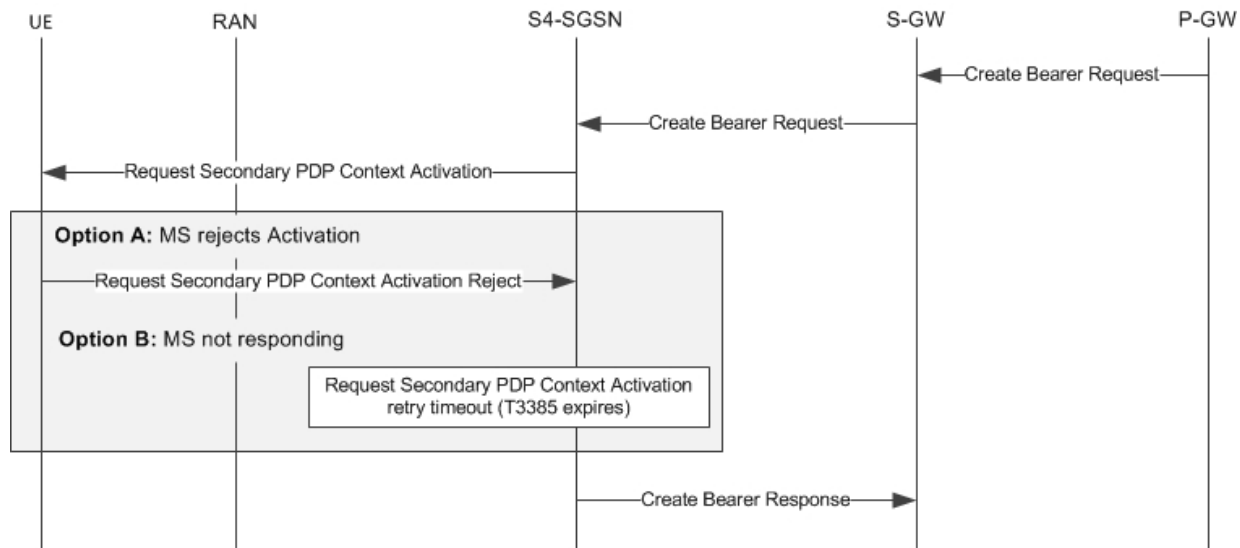 UE RAN S4-SGSN S-GW P-GW
Create Bearer Request
Create Bearer Request
Request Secondary PDP Context Activation
Option A: MS rejects Activation
Request Secondary PDP Context Activation Reject
Option B: MS not responding
Request Secondary PDP Context Activation
retry timeout (T3385 expires)
Create Bearer Response